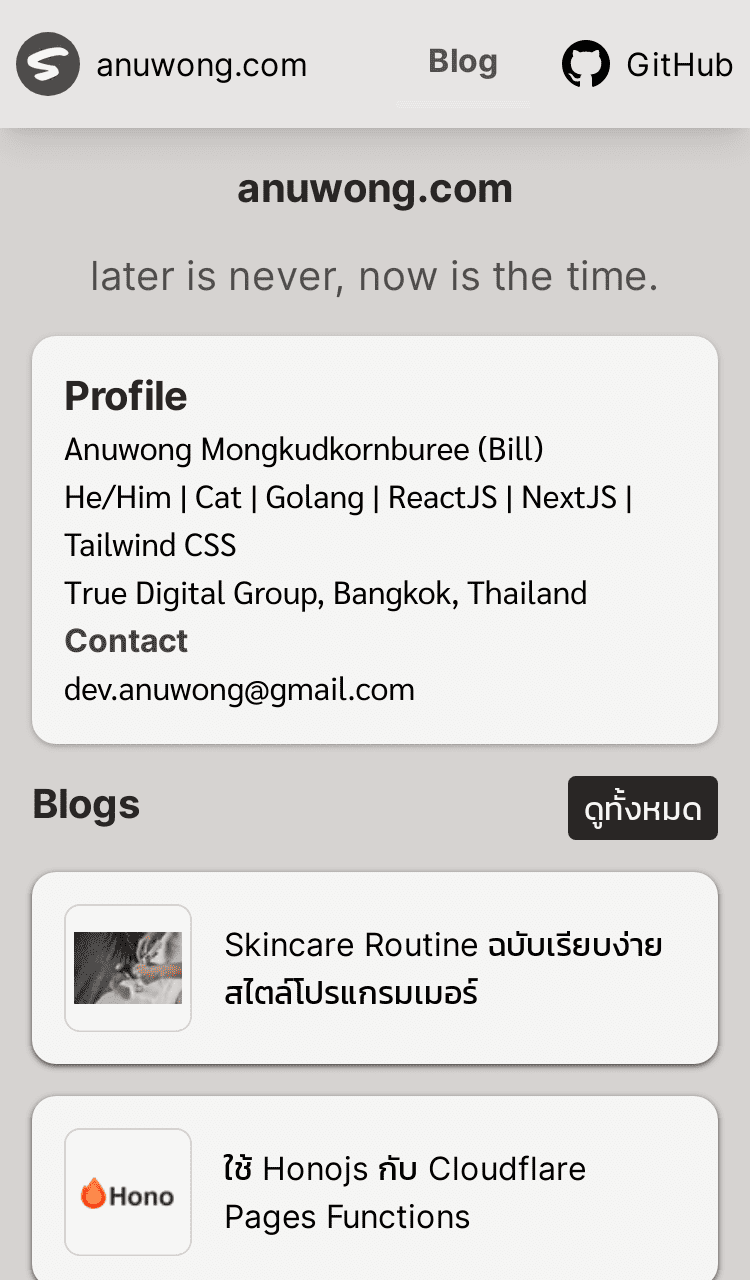 anuwong.com
Blog
GitHub
anuwong.com
later is never, now is the time.
Profile
Anuwong Mongkudkornburee (Bill)
He/Him | Cat | Golang | ReactJS | NextJS |
Tailwind CSS
True Digital Group, Bangkok, Thailand
Contact
dev.anuwong@gmail.com
Blogs
ดูทั้งหมด
Skincare Routine ฉบับเรียบง่าย
สไตล์โปรแกรมเมอร์
Hono
ใช้ Honojs กับ Cloudflare
Pages Functions